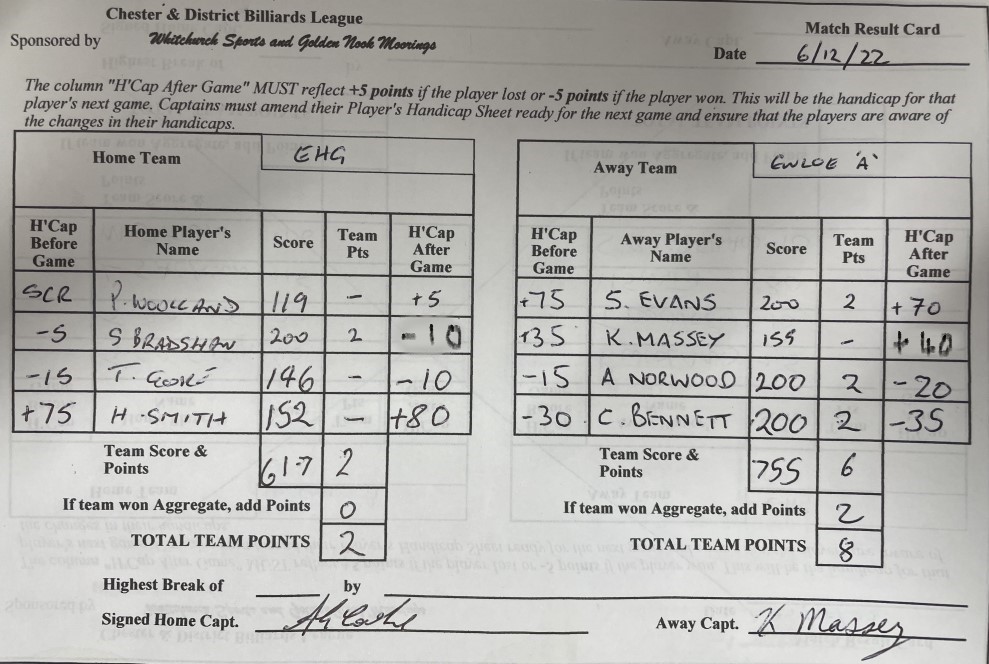 Chester & District Billiards League
Match Result Card
Sponsored by Whitchurch Sports and Golden Nook Moorings
Date 6/12/22
The column "H'Cap After Game" MUST reflect +5 points if the player lost or -5 points if the player won. This will be the handicap for that
player's next game. Captains must amend their Player's Handicap Sheet ready for the next game and ensure that the players are aware of
the changes in their handicaps.
Home Team EHG
H'Cap Before Game Home Player's Name Score Team Pts H'Cap After Game
SCR P. WOOLLAND 119 - +5
-5 S BRADSHAW 200 2 -10
-15 T. GORE 146 - -10
+75 H. SMITH 152 - +80
Team Score & Points 617 2
If team won Aggregate, add Points 0
TOTAL TEAM POINTS 2
Away Team EWLOE 'A'
H'Cap Before Game Away Player's Name Score Team Pts H'Cap After Game
+75 S. EVANS 200 2 +70
+35 K. MASSEY 155 - +40
-15 A NORWOOD 200 2 -20
-30 C. BENNETT 200 2 -35
Team Score & Points 755 6
If team won Aggregate, add Points 2
TOTAL TEAM POINTS 8
Highest Break of by
Signed Home Capt.
Away Capt. K Massey